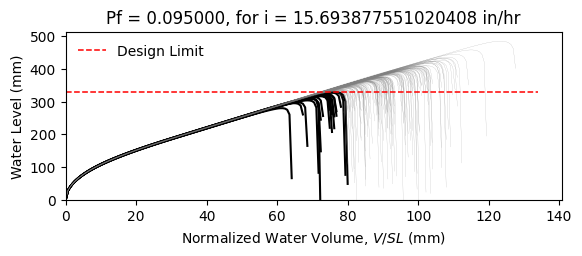 Pf = 0.095000, for i = 15.693877551020408 in/hr
500
400
300
200
100
0
Water Level (mm)
Design Limit
0 20 40 60 80 100 120 140
Normalized Water Volume, V/SL (mm)